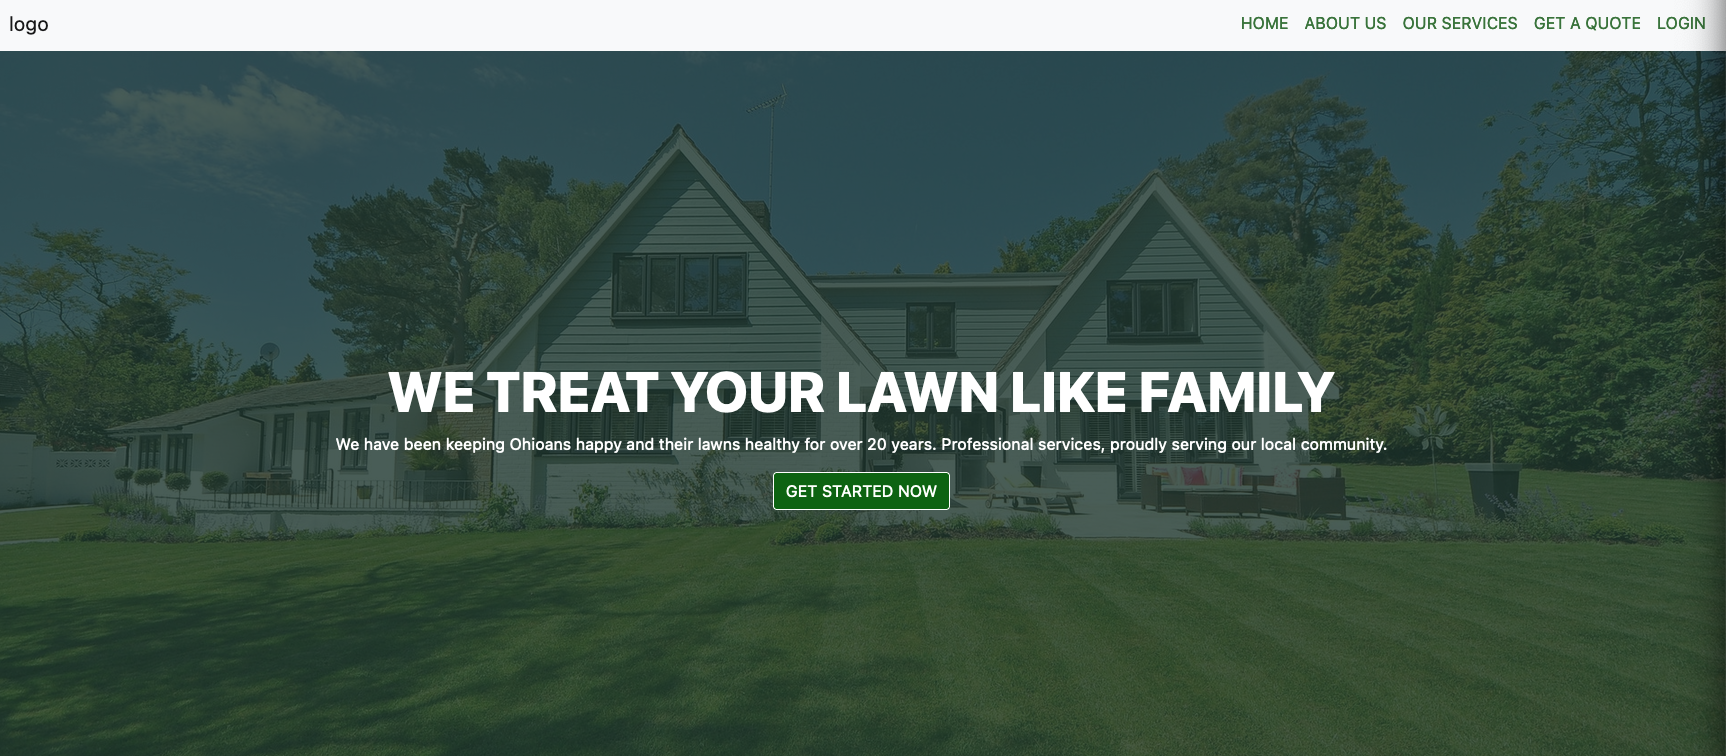 logo
HOME ABOUT US OUR SERVICES GET A QUOTE LOGIN
WE TREAT YOUR LAWN LIKE FAMILY
We have been keeping Ohioans happy and their lawns healthy for over 20 years. Professional services, proudly serving our local community.
GET STARTED NOW